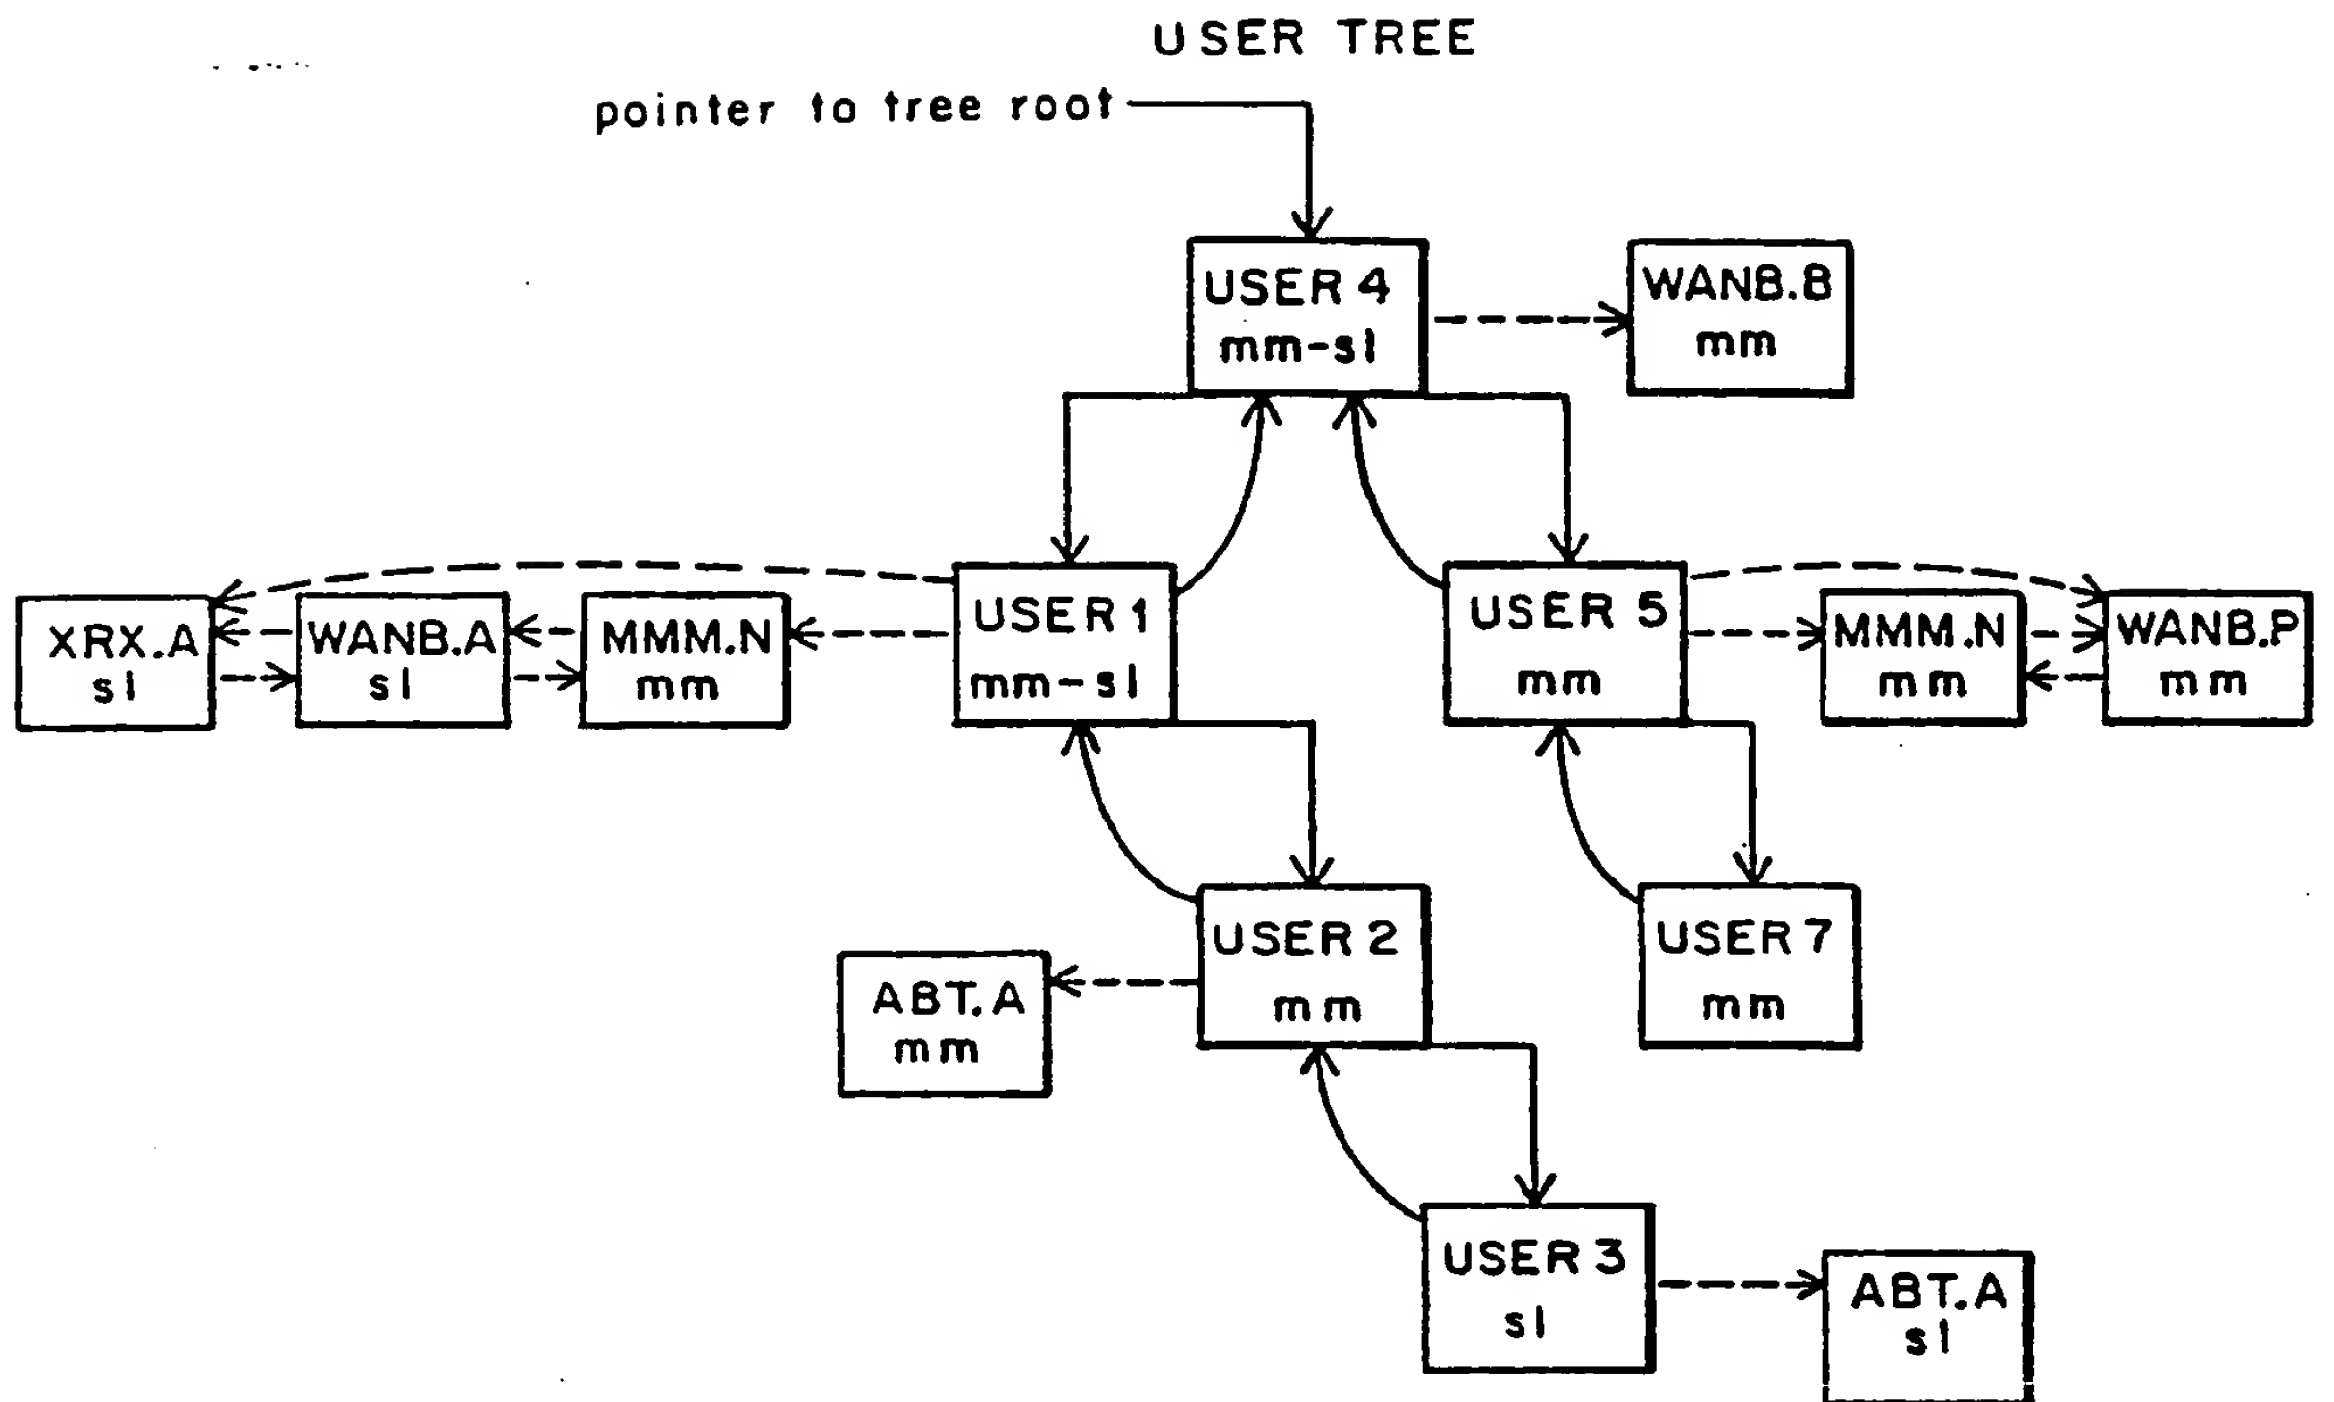 USER TREE
pointer to tree root
USER 4
mm-sl
WANB.B
mm
XRX.A
sl
WANB.A
sl
MMM.N
mm
USER 1
mm-sl
USER 5
mm
MMM.N
mm
WANB.P
mm
USER 2
mm
USER 7
mm
ABT.A
mm
USER 3
sl
ABT.A
sl